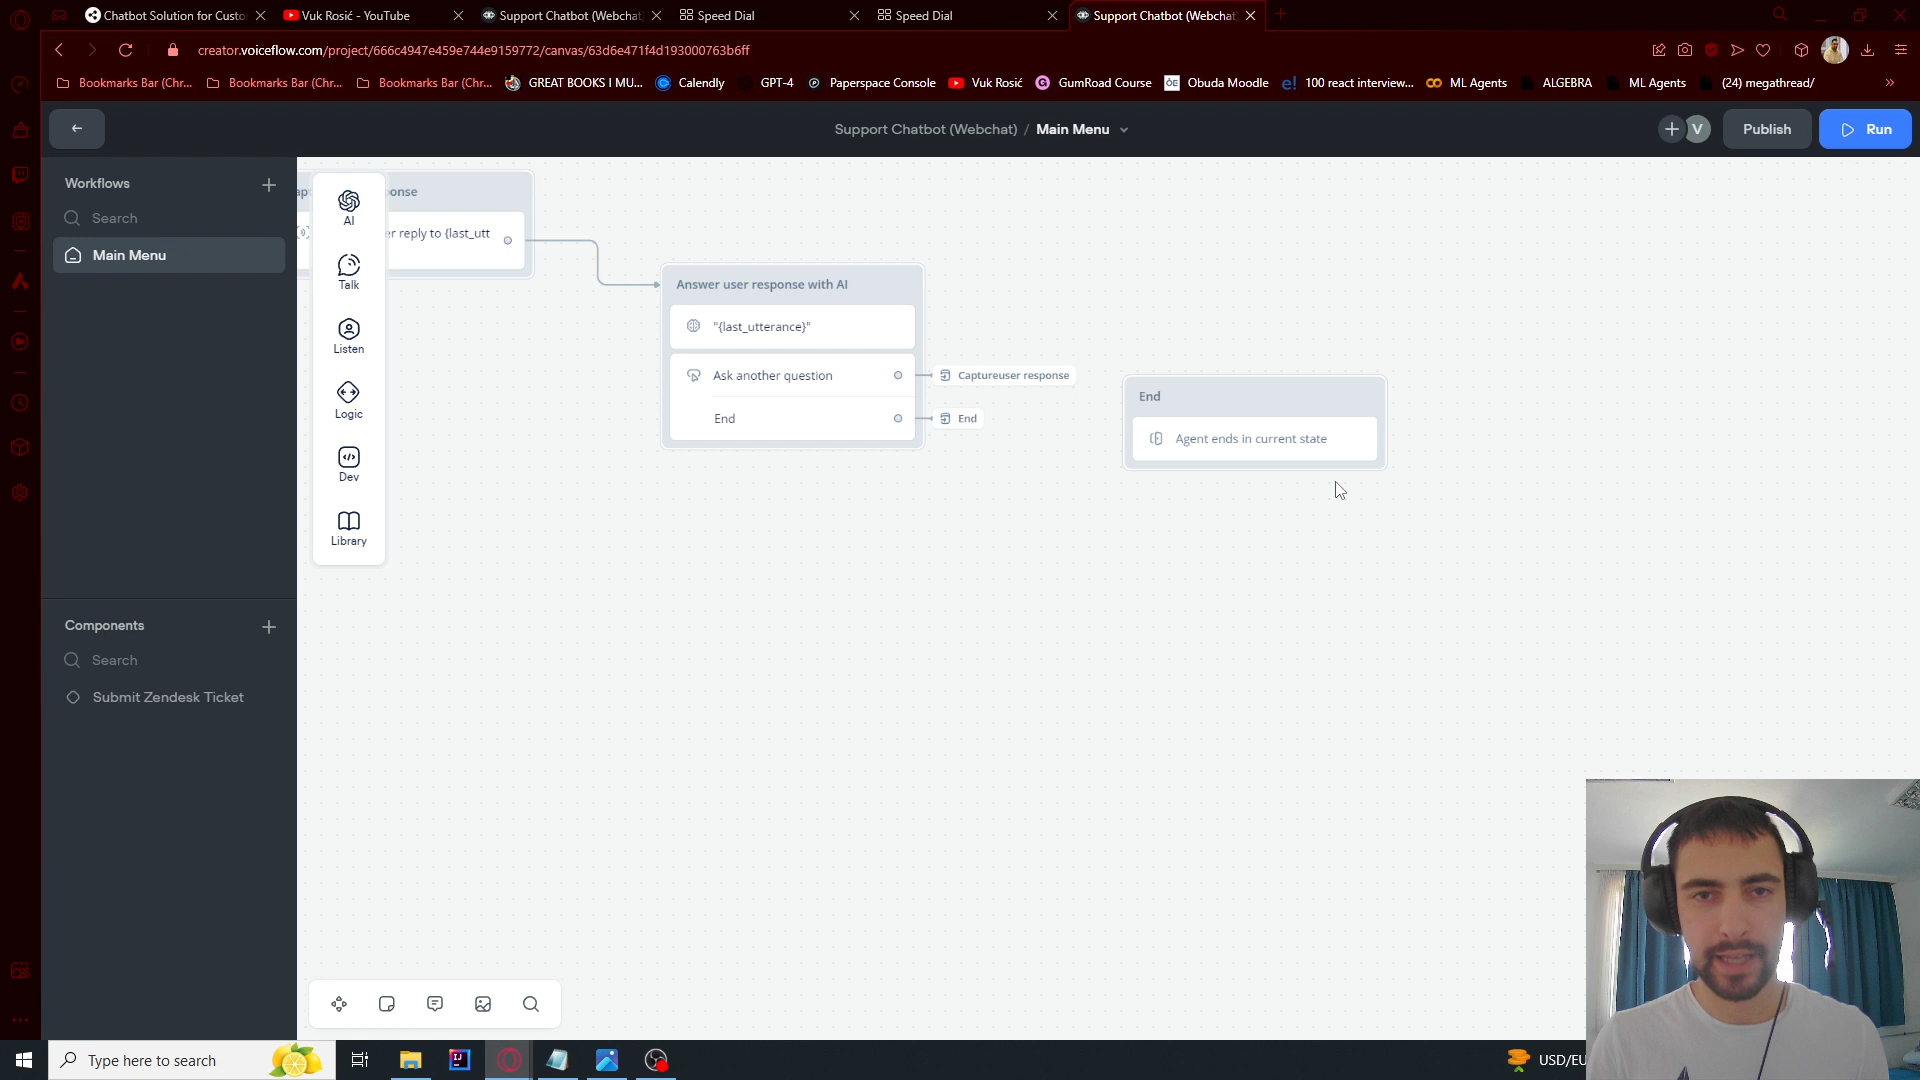 Chatbot Solution for Custo
Vuk Rosić - YouTube
Support Chatbot (Webchat
Speed Dial
Speed Dial
Support Chatbot (Webchat
creator.voiceflow.com/project/666c4947e459e744e9159772/canvas/63d6e471f4d193000763b6ff
Bookmarks Bar (Chr...
Bookmarks Bar (Chr...
Bookmarks Bar (Chr...
GREAT BOOKS I MU...
Calendly
GPT-4
Paperspace Console
Vuk Rosić
GumRoad Course
Obuda Moodle
100 react interview...
ML Agents
ALGEBRA
ML Agents
(24) megathread/
Support Chatbot (Webchat) / Main Menu
V
Publish
Run
Workflows
Search
Main Menu
AI
Talk
Listen
Logic
Dev
Library
onse
er reply to {last_utt
Answer user response with AI
"{last_utterance}"
Ask another question
Captureuser response
End
End
End
Agent ends in current state
Components
Search
Submit Zendesk Ticket
Type here to search
USD/EU